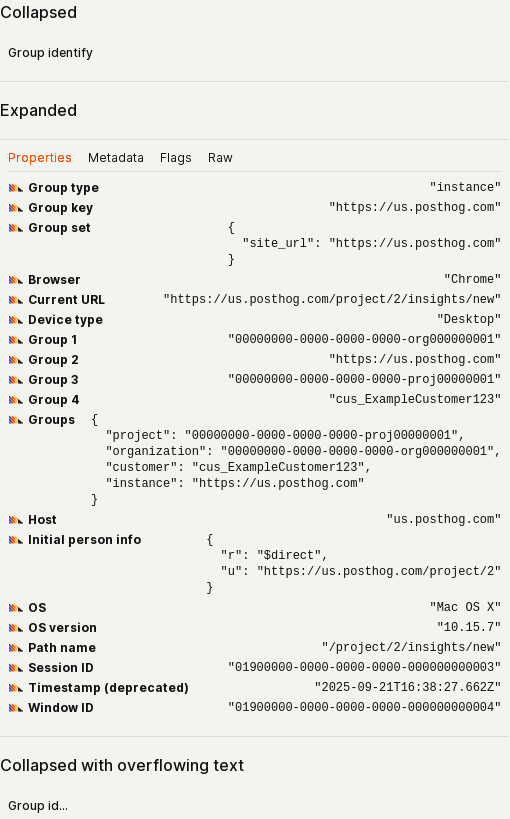 Collapsed
Group identify
Expanded
Properties Metadata Flags Raw
Group type "instance"
Group key "https://us.posthog.com"
Group set {
"site_url": "https://us.posthog.com"
}
Browser "Chrome"
Current URL "https://us.posthog.com/project/2/insights/new"
Device type "Desktop"
Group 1 "00000000-0000-0000-0000-org000000001"
Group 2 "https://us.posthog.com"
Group 3 "00000000-0000-0000-0000-proj00000001"
Group 4 "cus_ExampleCustomer123"
Groups {
"project": "00000000-0000-0000-0000-proj00000001",
"organization": "00000000-0000-0000-0000-org000000001",
"customer": "cus_ExampleCustomer123",
"instance": "https://us.posthog.com"
}
Host "us.posthog.com"
Initial person info {
"r": "$direct",
"u": "https://us.posthog.com/project/2"
}
OS "Mac OS X"
OS version "10.15.7"
Path name "/project/2/insights/new"
Session ID "01900000-0000-0000-0000-000000000003"
Timestamp (deprecated) "2025-09-21T16:38:27.662Z"
Window ID "01900000-0000-0000-0000-000000000004"
Collapsed with overflowing text
Group id...